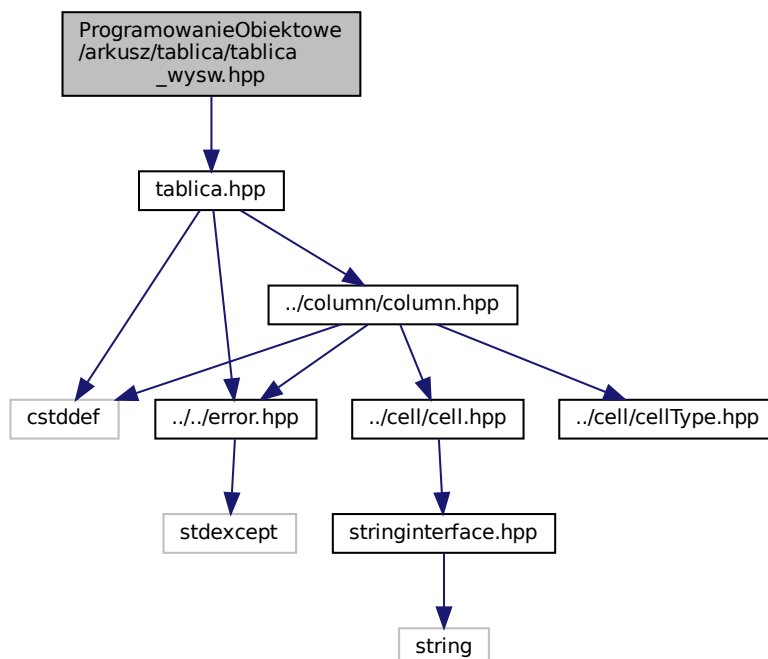 ProgramowanieObiektowe
/arkusz/tablica/tablica
_wysw.hpp
tablica.hpp
../column/column.hpp
cstddef
../../error.hpp
../cell/cell.hpp
../cell/cellType.hpp
stdexcept
stringinterface.hpp
string